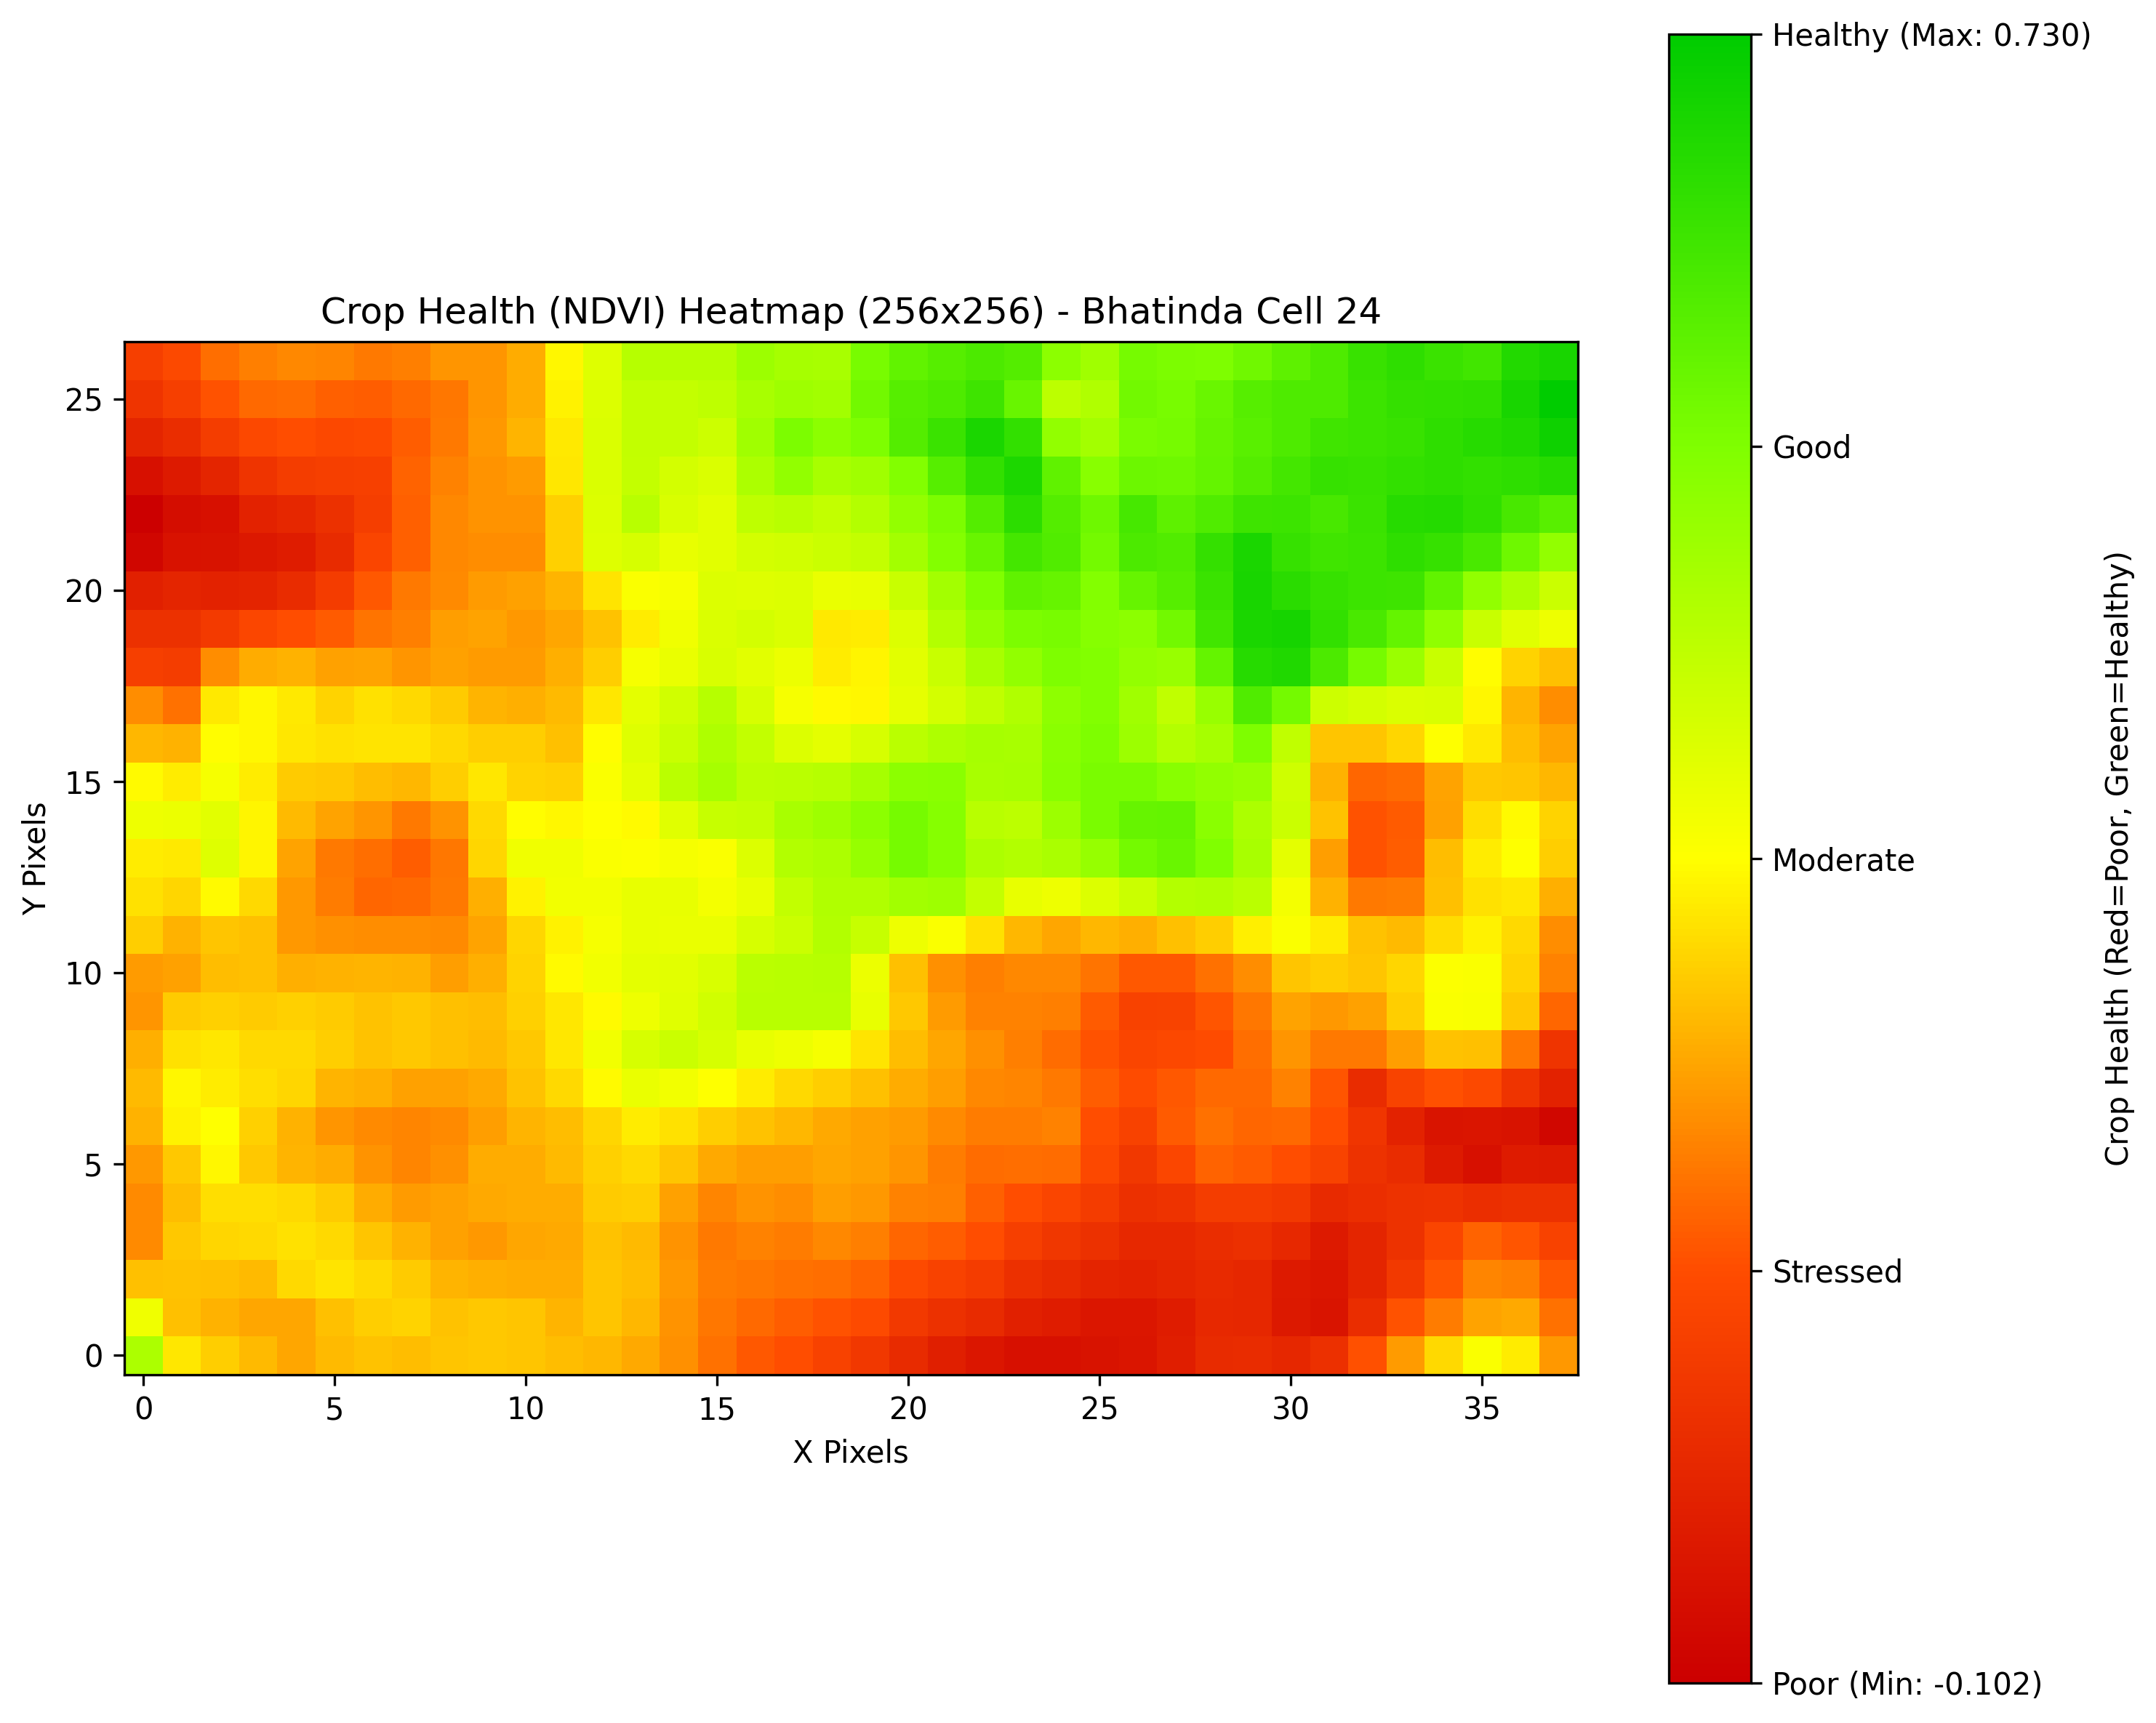 Crop Health (NDVI) Heatmap (256x256) - Bhatinda Cell 24
Y Pixels
25
20
15
10
5
0
0 5 10 15 20 25 30 35
X Pixels
Healthy (Max: 0.730)
Good
Moderate
Stressed
Poor (Min: -0.102)
Crop Health (Red=Poor, Green=Healthy)